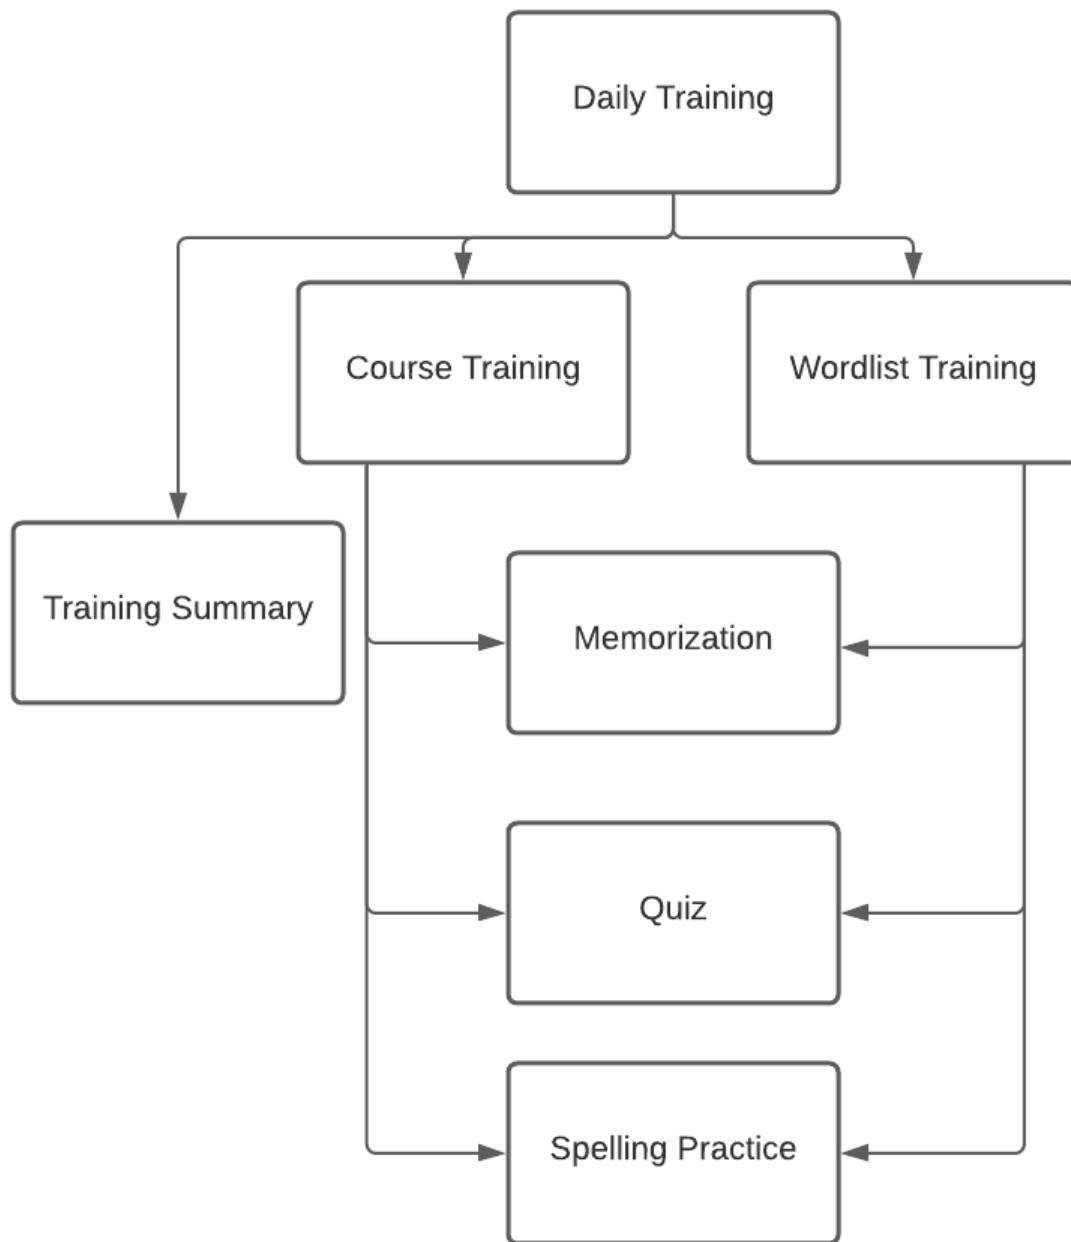 Daily Training
Course Training
Wordlist Training
Training Summary
Memorization
Quiz
Spelling Practice